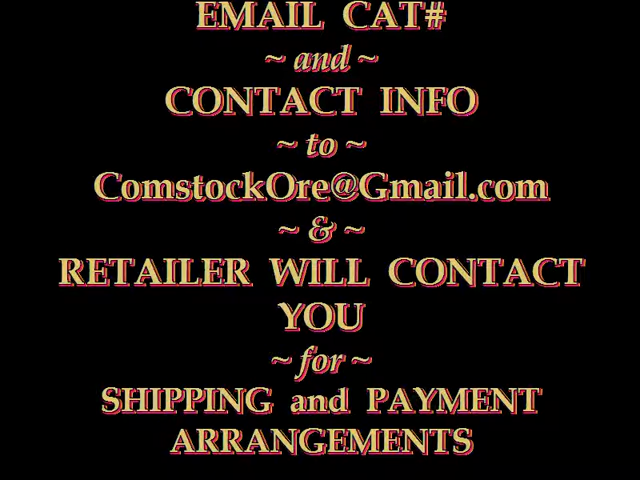 EMAIL CAT#
~ and ~
CONTACT INFO
~ to ~
ComstockOre@Gmail.com
~ & ~
RETAILER WILL CONTACT
YOU
~ for ~
SHIPPING and PAYMENT
ARRANGEMENTS